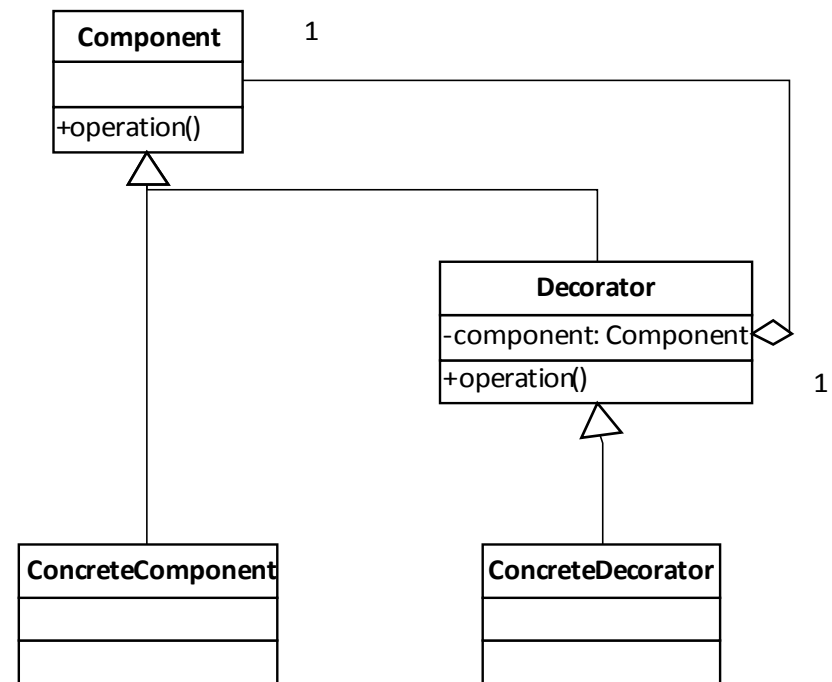 Component
1
+operation()
Decorator
-component: Component
+operation()
1
ConcreteComponent
ConcreteDecorator